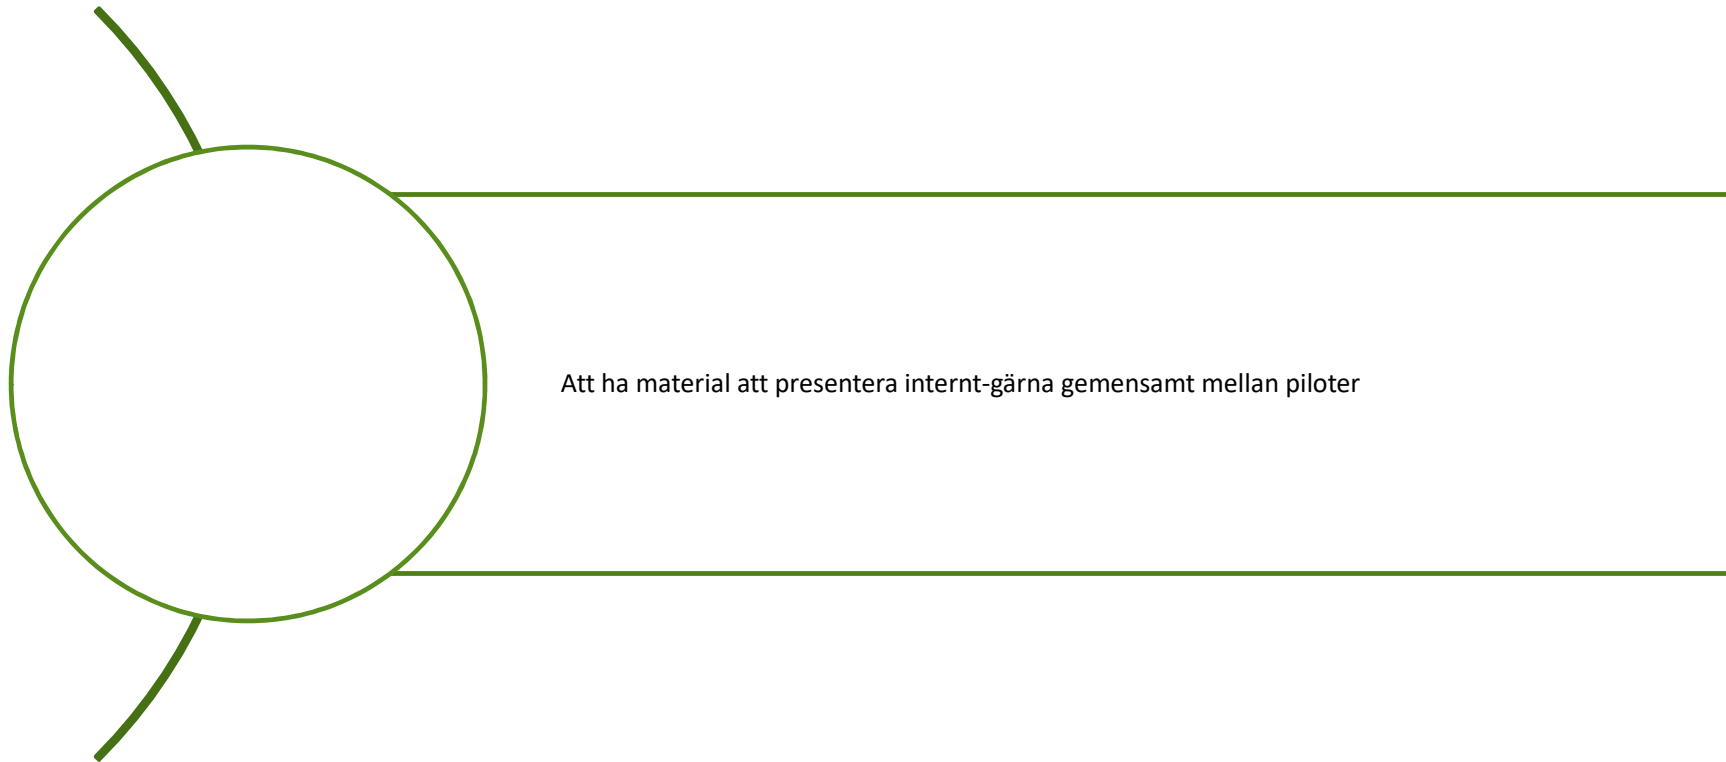 Att ha material att presentera internt-gärna gemensamt mellan piloter